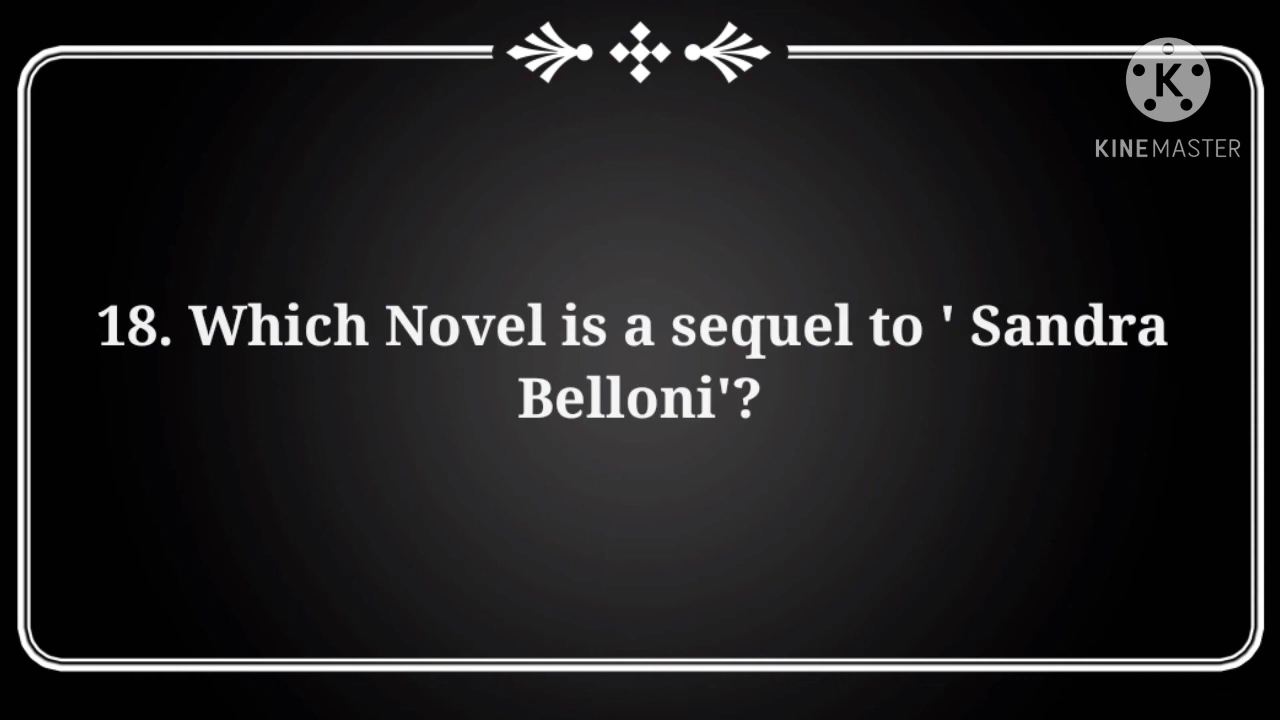 K
KINEMASTER
18. Which Novel is a sequel to ' Sandra
Belloni'?